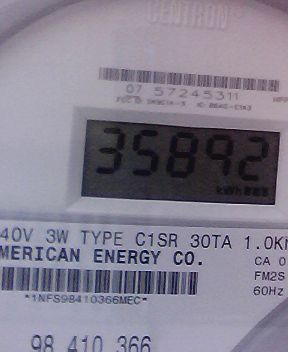 CENTRON
07 57245311
35892
kWh
40V 3W TYPE C1SR 30TA 1.0K
MERICAN ENERGY CO.
CA 0
FM2S
60Hz
*1NFS98410366MEC*
98 410 366